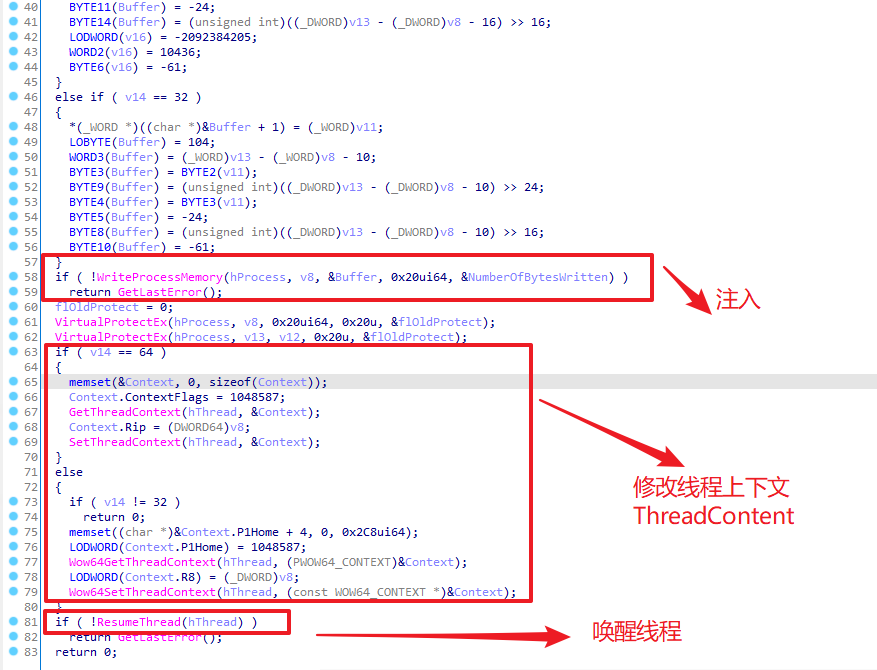 40 BYTE11(Buffer) = -24;
41 BYTE14(Buffer) = (unsigned int)((_DWORD)v13 - (_DWORD)v8 - 16) >> 16;
42 LODWORD(v16) = -2092384205;
43 WORD2(v16) = 10436;
44 BYTE6(v16) = -61;
45 }
46 else if ( v14 == 32 )
47 {
48 *(_WORD *)((char *)&Buffer + 1) = (_WORD)v11;
49 LOBYTE(Buffer) = 104;
50 WORD3(Buffer) = (_WORD)v13 - (_WORD)v8 - 10;
51 BYTE3(Buffer) = BYTE2(v11);
52 BYTE9(Buffer) = (unsigned int)((_DWORD)v13 - (_DWORD)v8 - 10) >> 24;
53 BYTE4(Buffer) = BYTE3(v11);
54 BYTE5(Buffer) = -24;
55 BYTE8(Buffer) = (unsigned int)((_DWORD)v13 - (_DWORD)v8 - 10) >> 16;
56 BYTE10(Buffer) = -61;
57 }
58 if ( !WriteProcessMemory(hProcess, v8, &Buffer, 0x20ui64, &NumberOfBytesWritten) )
59 return GetLastError();
注入
60 flOldProtect = 0;
61 VirtualProtectEx(hProcess, v8, 0x20ui64, 0x20u, &flOldProtect);
62 VirtualProtectEx(hProcess, v13, v12, 0x20u, &flOldProtect);
63 if ( v14 == 64 )
64 {
65 memset(&Context, 0, sizeof(Context));
66 Context.ContextFlags = 1048587;
67 GetThreadContext(hThread, &Context);
68 Context.Rip = (DWORD64)v8;
69 SetThreadContext(hThread, &Context);
70 }
71 else
72 {
73 if ( v14 != 32 )
74 return 0;
75 memset((char *)&Context.P1Home + 4, 0, 0x2C8ui64);
76 LODWORD(Context.P1Home) = 1048587;
77 Wow64GetThreadContext(hThread, (PWOW64_CONTEXT)&Context);
78 LODWORD(Context.R8) = (_DWORD)v8;
79 Wow64SetThreadContext(hThread, (const WOW64_CONTEXT *)&Context);
修改线程上下文
ThreadContent
80 }
81 if ( !ResumeThread(hThread) )
82 return GetLastError();
83 return 0;
唤醒线程